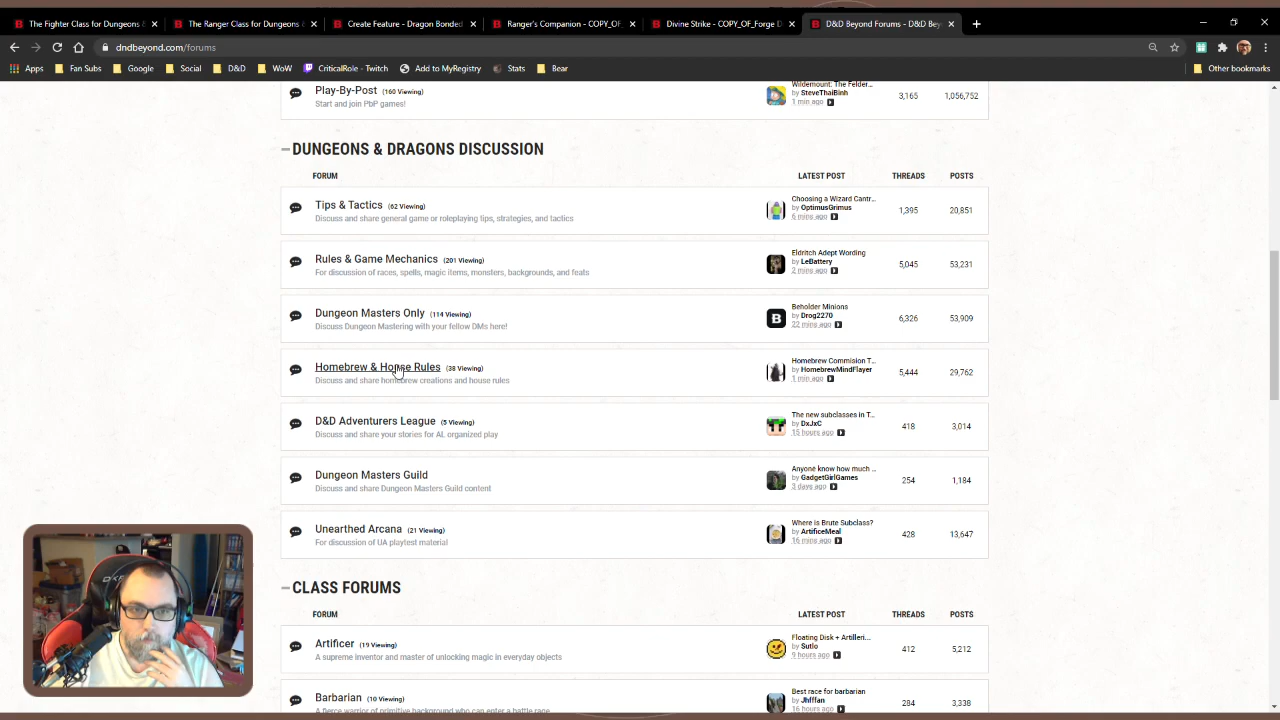 The Fighter Class for Dungeons &
The Ranger Class for Dungeons &
Create Feature - Dragon Bonded
Ranger's Companion - COPY_OF
Divine Strike - COPY_OF_Forge D
D&D Beyond Forums - D&D Bey
dndbeyond.com/forums
Apps
Fan Subs
Google
Social
D&D
WoW
CriticalRole - Twitch
Add to MyRegistry
Stats
Bear
Other bookmarks
Play-By-Post (160 Viewing)
Start and join PbP games!
Wildemount: The Felder...
by SteveThaiBinh
1 min ago
3,165
1,056,752
DUNGEONS & DRAGONS DISCUSSION
FORUM
LATEST POST
THREADS
POSTS
Tips & Tactics (62 Viewing)
Discuss and share general game or roleplaying tips, strategies, and tactics
Choosing a Wizard Cantr...
by OptimusGrimus
6 mins ago
1,395
20,851
Rules & Game Mechanics (201 Viewing)
For discussion of races, spells, magic items, monsters, backgrounds, and feats
Eldritch Adept Wording
by LeBattery
2 mins ago
5,045
53,231
Dungeon Masters Only (114 Viewing)
Discuss Dungeon Mastering with your fellow DMs here!
Beholder Minions
by Drog2270
22 mins ago
6,326
53,909
Homebrew & House Rules (38 Viewing)
Discuss and share homebrew creations and house rules
Homebrew Commision T...
by HomebrewMindFlayer
1 min ago
5,444
29,762
D&D Adventurers League (5 Viewing)
Discuss and share your stories for AL organized play
The new subclasses in T...
by DxJxC
15 hours ago
418
3,014
Dungeon Masters Guild
Discuss and share Dungeon Masters Guild content
Anyone know how much ...
by GadgetGirlGames
3 days ago
254
1,184
Unearthed Arcana (21 Viewing)
For discussion of UA playtest material
Where is Brute Subclass?
by ArtificeMeal
16 mins ago
428
13,647
CLASS FORUMS
FORUM
LATEST POST
THREADS
POSTS
Artificer (19 Viewing)
A supreme inventor and master of unlocking magic in everyday objects
Floating Disk + Artilleri...
by Sutlo
9 hours ago
412
5,212
Barbarian (10 Viewing)
A fierce warrior of primitive background who can enter a battle rage
Best race for barbarian
by Jhfffan
16 hours ago
284
3,338